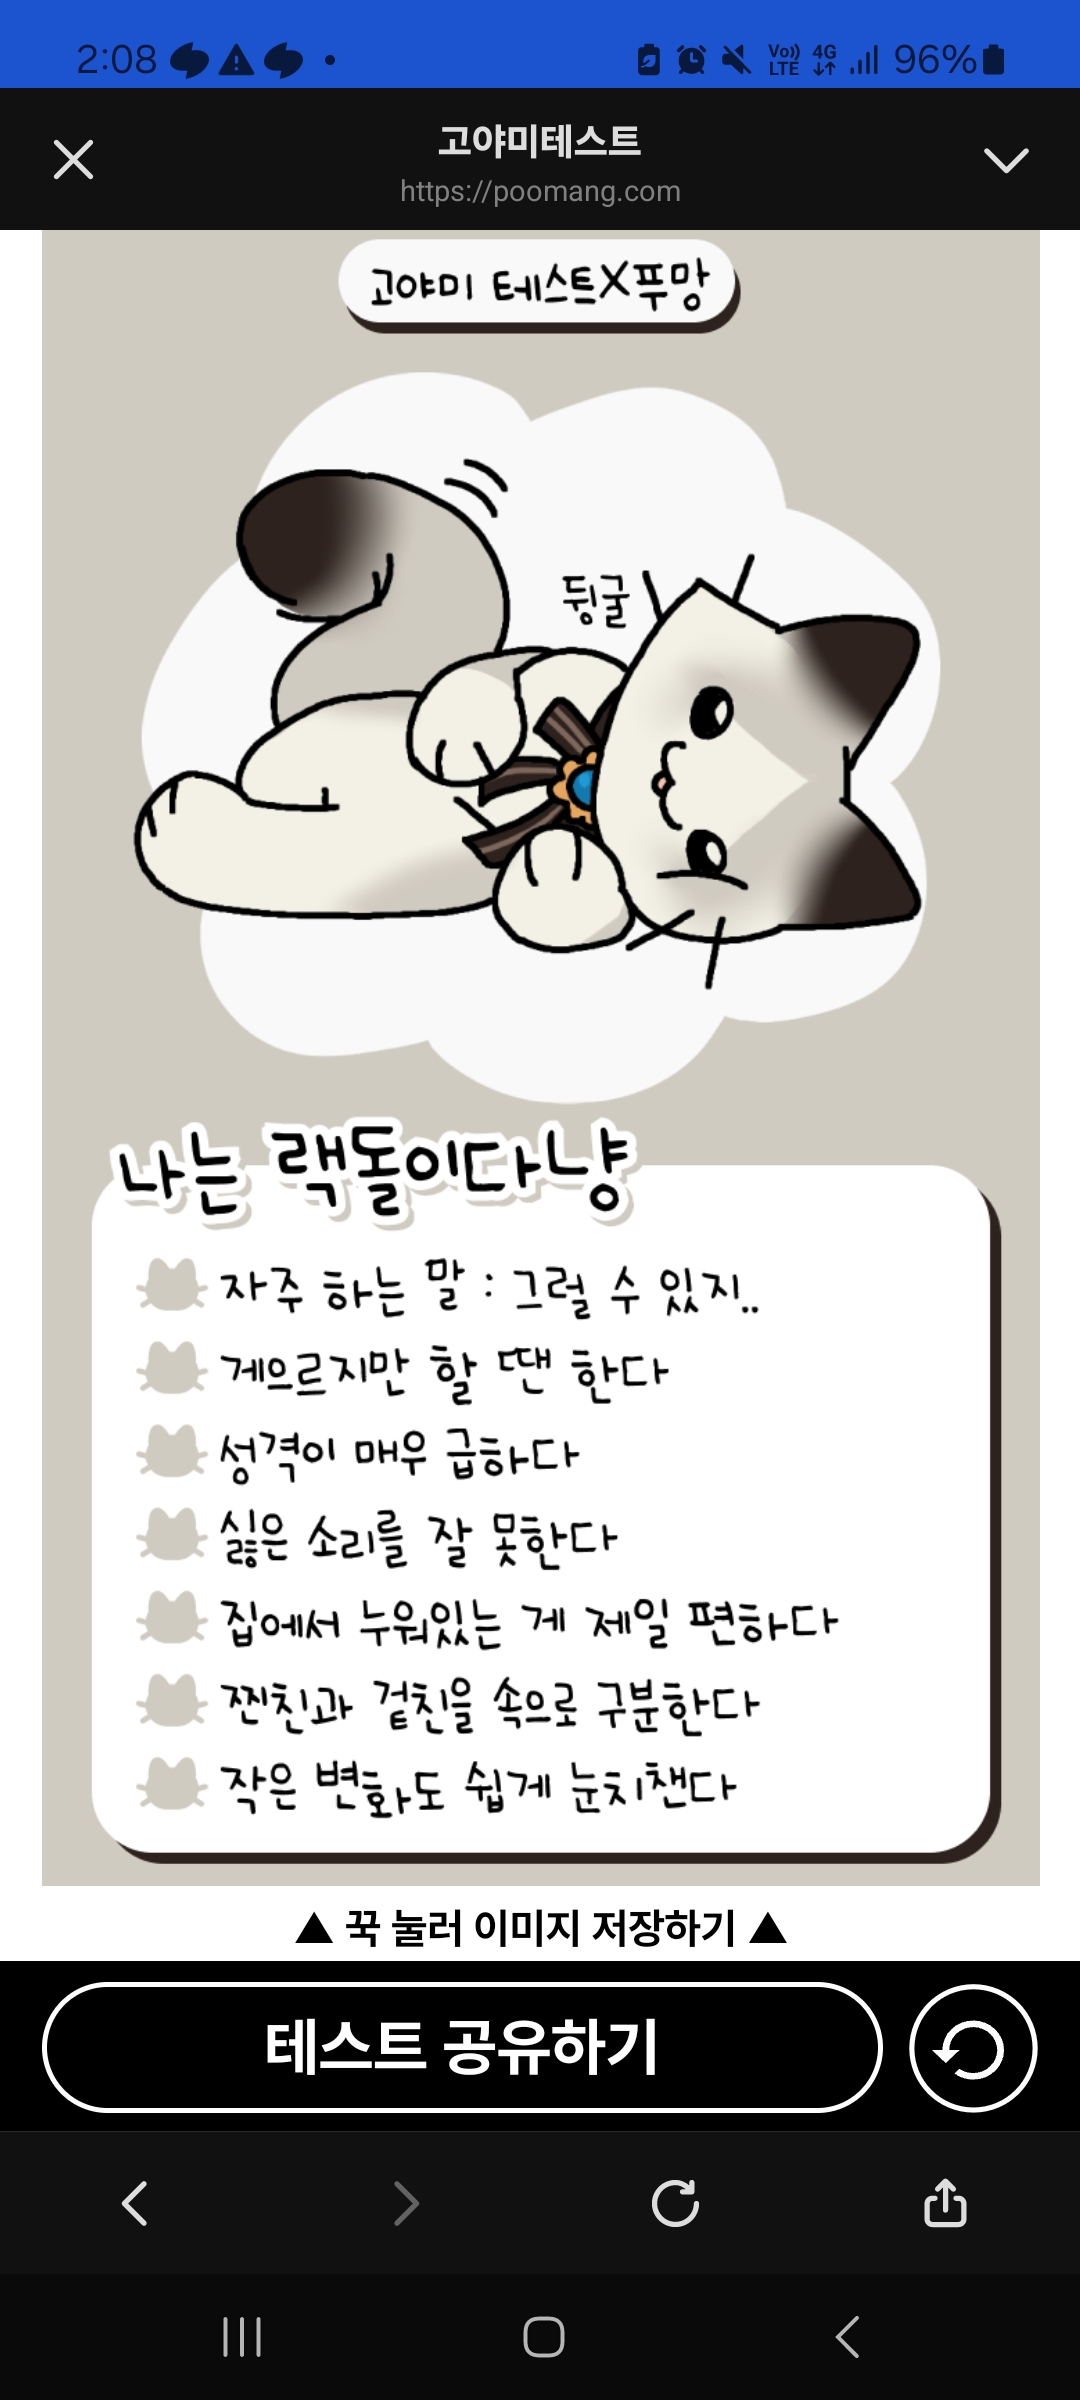 2:08
Vo)) LTE 4G 96%
고야미테스트
https://poomang.com
고야미 테스트X푸망
뒹굴
나는 랙돌이다냥
자주 하는 말 : 그럴 수 있지..
게으르지만 할 땐 한다
성격이 매우 급하다
싫은 소리를 잘 못한다
집에서 누워있는 게 제일 편하다
찐친과 겉친을 속으로 구분한다
작은 변화도 쉽게 눈치챈다
▲ 꾹 눌러 이미지 저장하기 ▲
테스트 공유하기